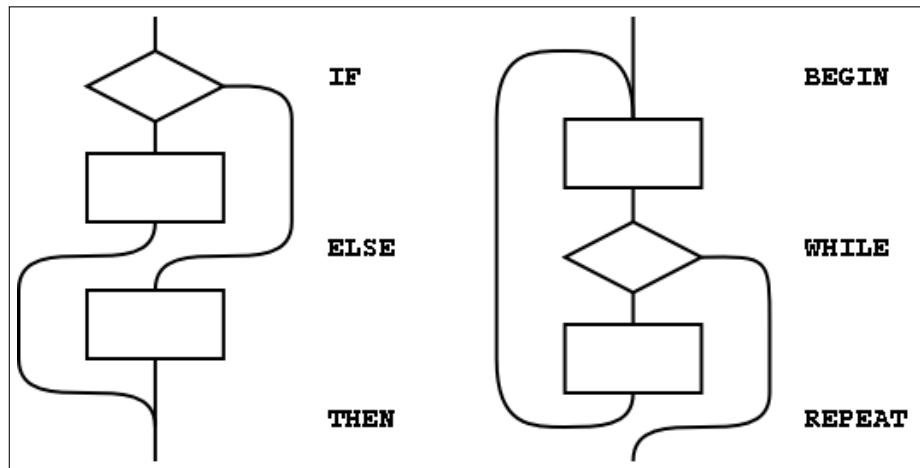 IF
ELSE
THEN
BEGIN
WHILE
REPEAT